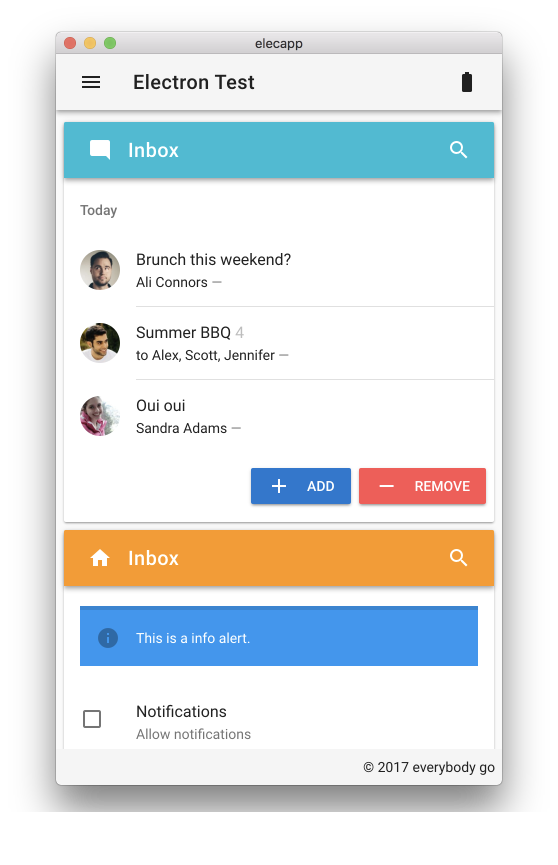 elecapp
Electron Test
Inbox
Today
Brunch this weekend?
Ali Connors —
Summer BBQ 4
to Alex, Scott, Jennifer —
Oui oui
Sandra Adams —
ADD
REMOVE
Inbox
This is a info alert.
Notifications
Allow notifications
© 2017 everybody go